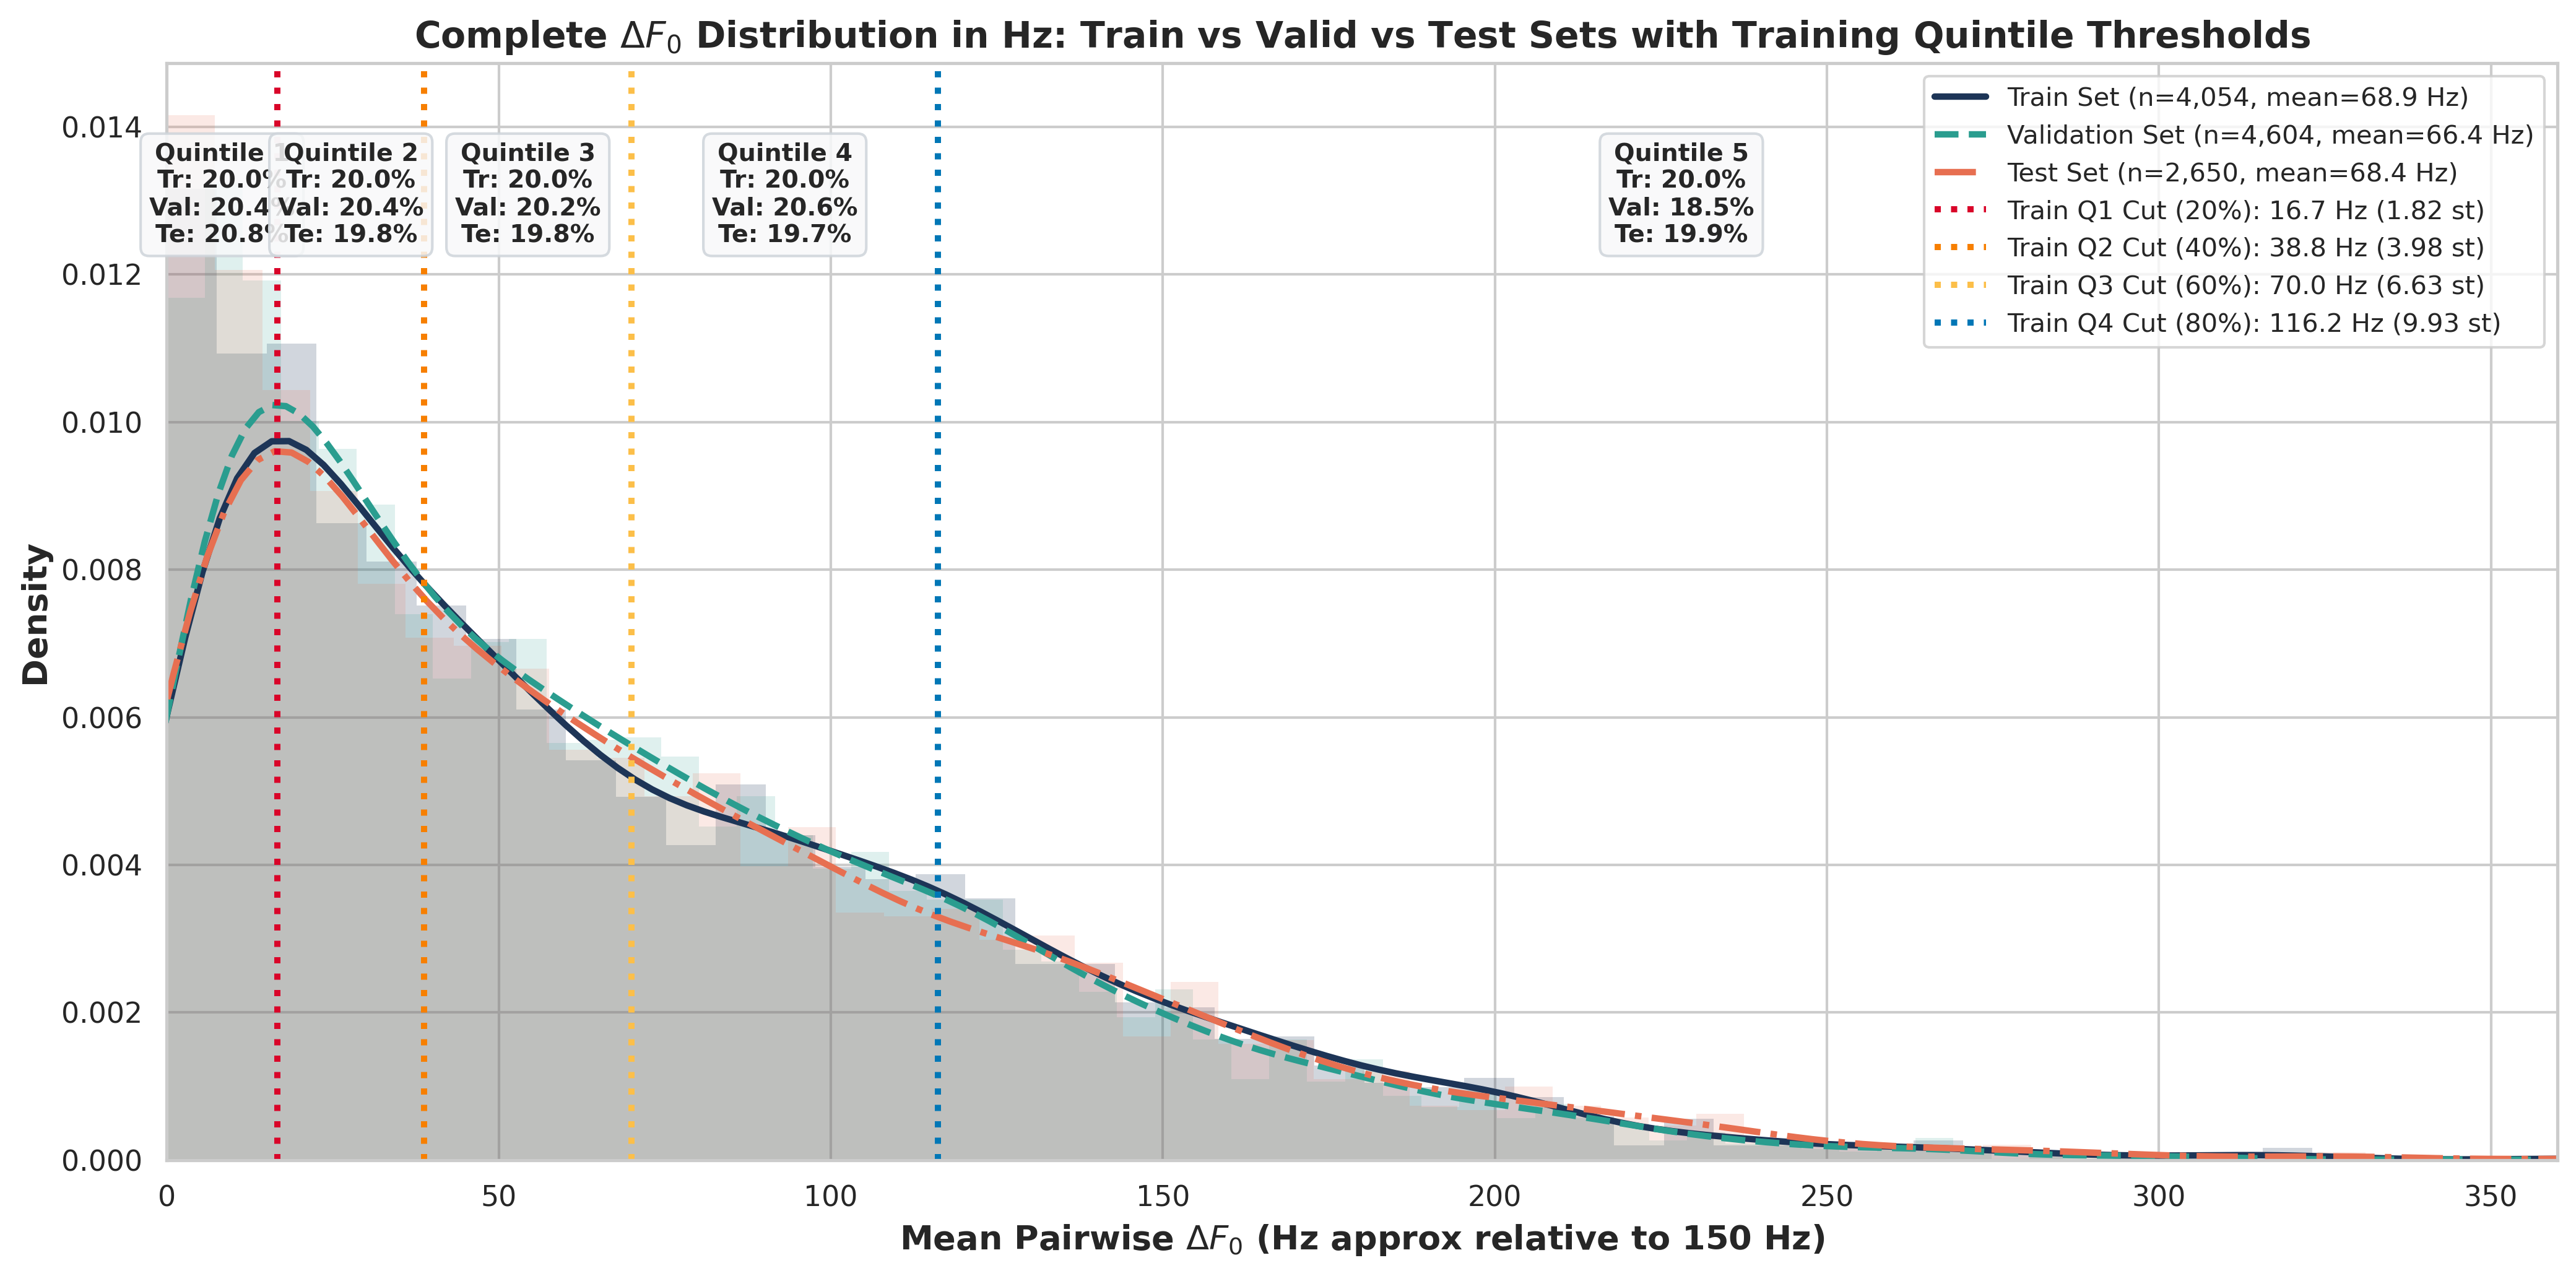 Complete ΔF₀ Distribution in Hz: Train vs Valid vs Test Sets with Training Quintile Thresholds
Train Set (n=4,054, mean=68.9 Hz)
Validation Set (n=4,604, mean=66.4 Hz)
Test Set (n=2,650, mean=68.4 Hz)
Train Q1 Cut (20%): 16.7 Hz (1.82 st)
Train Q2 Cut (40%): 38.8 Hz (3.98 st)
Train Q3 Cut (60%): 70.0 Hz (6.63 st)
Train Q4 Cut (80%): 116.2 Hz (9.93 st)
Quintile 1
Tr: 20.0%
Val: 20.4%
Te: 20.8%
Quintile 2
Tr: 20.0%
Val: 20.4%
Te: 19.8%
Quintile 3
Tr: 20.0%
Val: 20.2%
Te: 19.8%
Quintile 4
Tr: 20.0%
Val: 20.6%
Te: 19.7%
Quintile 5
Tr: 20.0%
Val: 18.5%
Te: 19.9%
Density
0.014
0.012
0.010
0.008
0.006
0.004
0.002
0.000
0
50
100
150
200
250
300
350
Mean Pairwise ΔF₀ (Hz approx relative to 150 Hz)